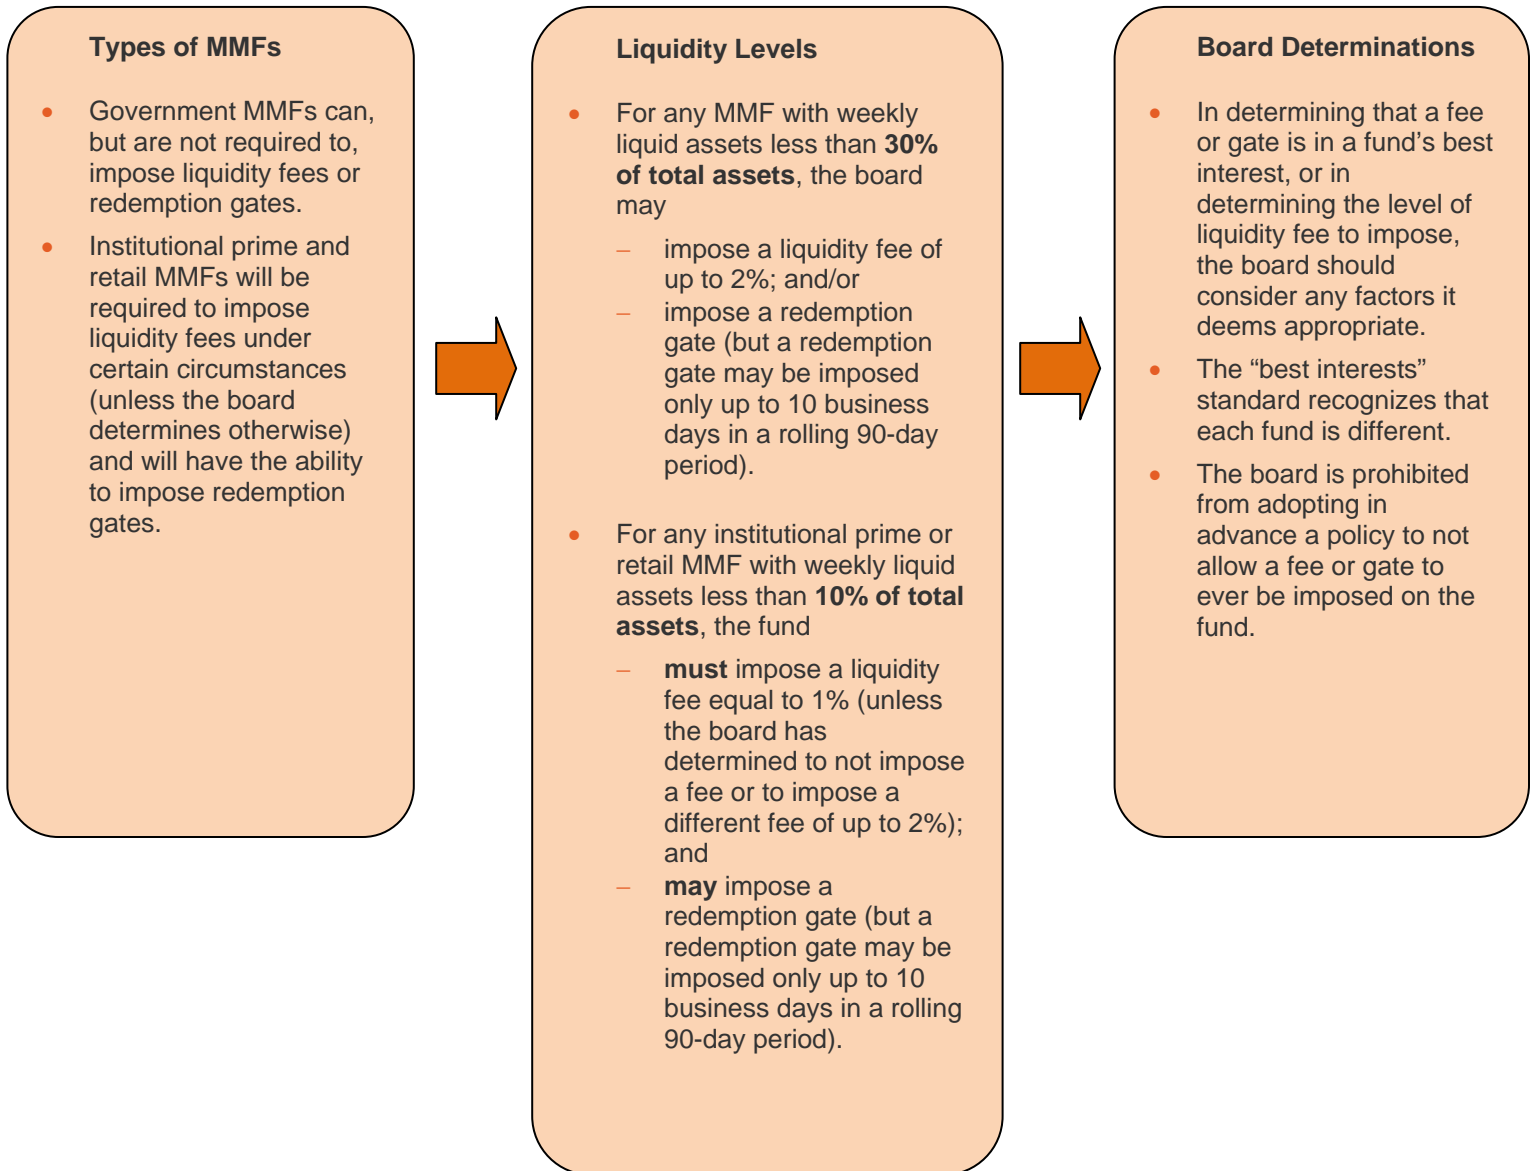 Types of MMFs
• Government MMFs can,
but are not required to,
impose liquidity fees or
redemption gates.
• Institutional prime and
retail MMFs will be
required to impose
liquidity fees under
certain circumstances
(unless the board
determines otherwise)
and will have the ability
to impose redemption
gates.
Liquidity Levels
• For any MMF with weekly
liquid assets less than 30%
of total assets, the board
may
– impose a liquidity fee of
up to 2%; and/or
– impose a redemption
gate (but a redemption
gate may be imposed
only up to 10 business
days in a rolling 90-day
period).
• For any institutional prime or
retail MMF with weekly liquid
assets less than 10% of total
assets, the fund
– must impose a liquidity
fee equal to 1% (unless
the board has
determined to not impose
a fee or to impose a
different fee of up to 2%);
and
– may impose a
redemption gate (but a
redemption gate may be
imposed only up to 10
business days in a rolling
90-day period).
Board Determinations
• In determining that a fee
or gate is in a fund’s best
interest, or in
determining the level of
liquidity fee to impose,
the board should
consider any factors it
deems appropriate.
• The “best interests”
standard recognizes that
each fund is different.
• The board is prohibited
from adopting in
advance a policy to not
allow a fee or gate to
ever be imposed on the
fund.